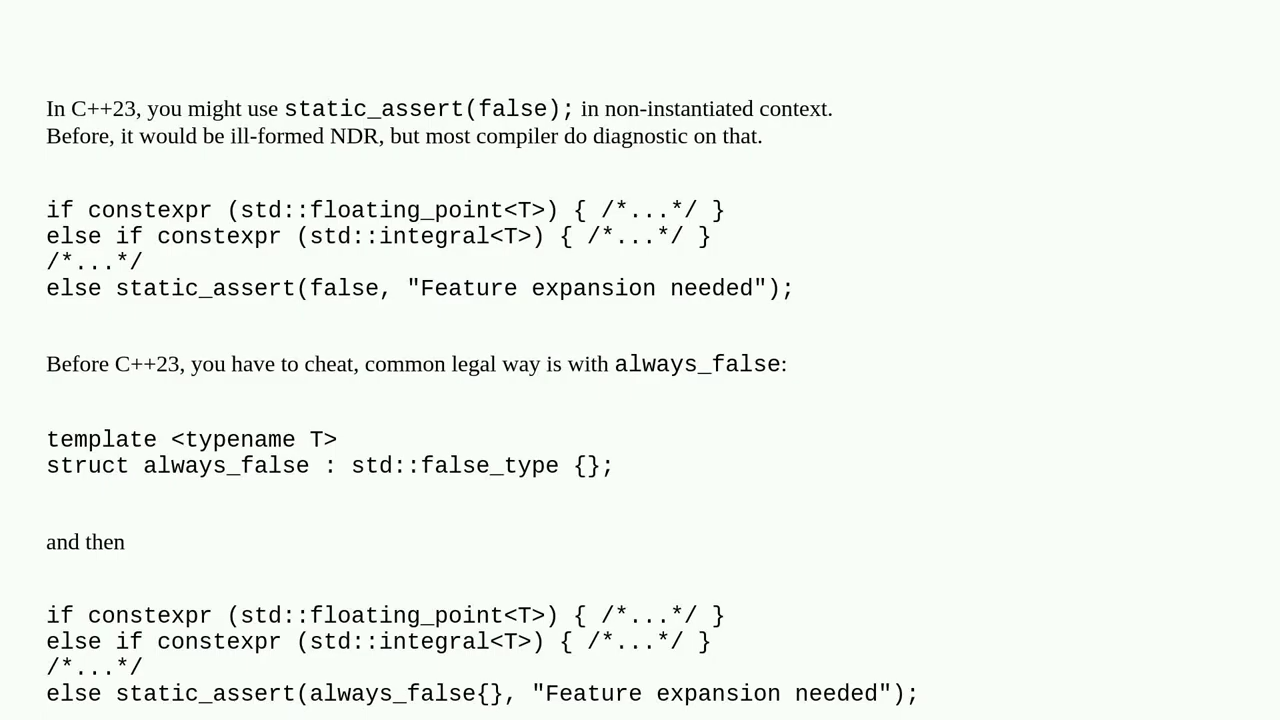 In C++23, you might use static_assert(false); in non-instantiated context.
Before, it would be ill-formed NDR, but most compiler do diagnostic on that.
if constexpr (std::floating_point<T>) { /*...*/ }
else if constexpr (std::integral<T>) { /*...*/ }
/*...*/
else static_assert(false, "Feature expansion needed");
Before C++23, you have to cheat, common legal way is with always_false:
template <typename T>
struct always_false : std::false_type {};
and then
if constexpr (std::floating_point<T>) { /*...*/ }
else if constexpr (std::integral<T>) { /*...*/ }
/*...*/
else static_assert(always_false{}, "Feature expansion needed");